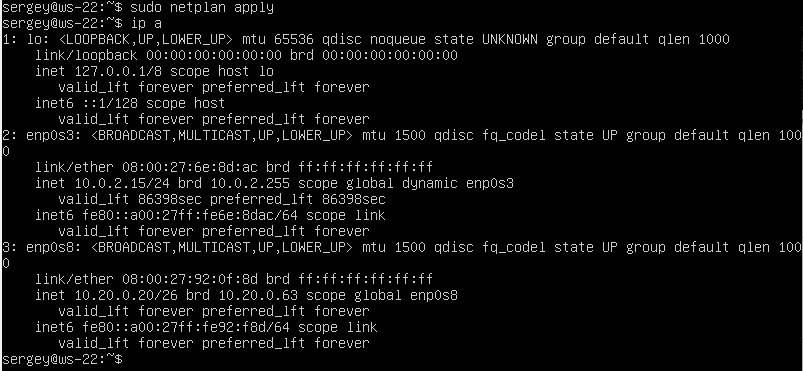 sergey@ws-22:~$ sudo netplan apply
sergey@ws-22:~$ ip a
1: lo: <LOOPBACK,UP,LOWER_UP> mtu 65536 qdisc noqueue state UNKNOWN group default qlen 1000
    link/loopback 00:00:00:00:00:00 brd 00:00:00:00:00:00
    inet 127.0.0.1/8 scope host lo
       valid_lft forever preferred_lft forever
    inet6 ::1/128 scope host
       valid_lft forever preferred_lft forever
2: enp0s3: <BROADCAST,MULTICAST,UP,LOWER_UP> mtu 1500 qdisc fq_codel state UP group default qlen 100
0
    link/ether 08:00:27:6e:8d:ac brd ff:ff:ff:ff:ff:ff
    inet 10.0.2.15/24 brd 10.0.2.255 scope global dynamic enp0s3
       valid_lft 86398sec preferred_lft 86398sec
    inet6 fe80::a00:27ff:fe6e:8dac/64 scope link
       valid_lft forever preferred_lft forever
3: enp0s8: <BROADCAST,MULTICAST,UP,LOWER_UP> mtu 1500 qdisc fq_codel state UP group default qlen 100
0
    link/ether 08:00:27:92:0f:8d brd ff:ff:ff:ff:ff:ff
    inet 10.20.0.20/26 brd 10.20.0.63 scope global enp0s8
       valid_lft forever preferred_lft forever
    inet6 fe80::a00:27ff:fe92:f8d/64 scope link
       valid_lft forever preferred_lft forever
sergey@ws-22:~$